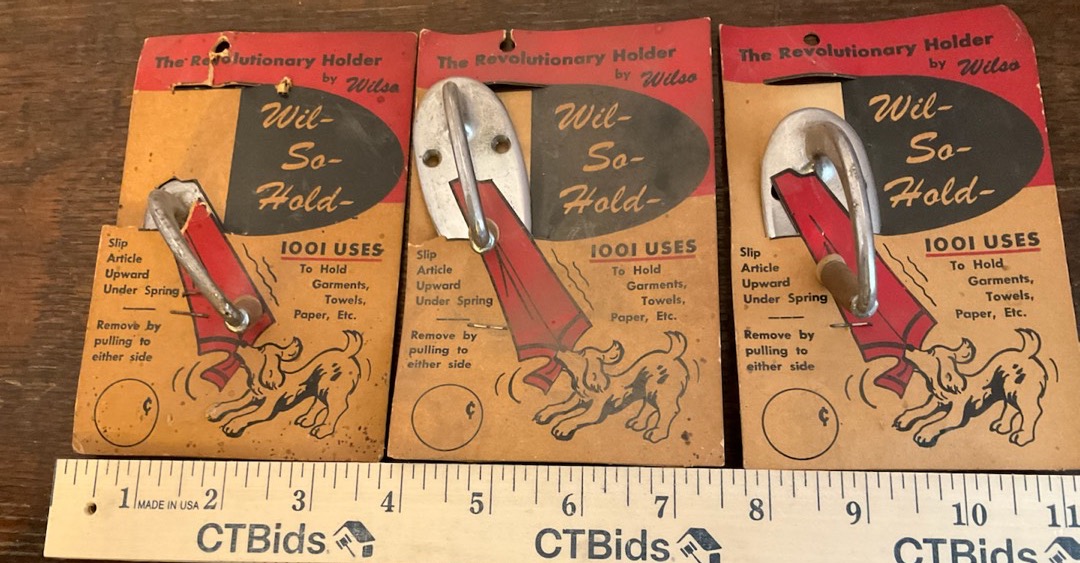 The Revolutionary Holder
by Wilso
Wil-
So-
Hold-
Slip
Article
Upward
Under Spring
Remove by
pulling to
either side
¢
1001 USES
To Hold
Garments,
Towels,
Paper, Etc.
The Revolutionary Holder
by Wilso
Wil-
So-
Hold-
Slip
Article
Upward
Under Spring
Remove by
pulling to
either side
¢
1001 USES
To Hold
Garments,
Towels,
Paper, Etc.
The Revolutionary Holder
by Wilso
Wil-
So-
Hold-
Slip
Article
Upward
Under Spring
Remove by
pulling to
either side
¢
1001 USES
To Hold
Garments,
Towels,
Paper, Etc.
1 MADE IN USA 2 3 4 5 6 7 8 9 10 11
CTBids CTBids CTBids